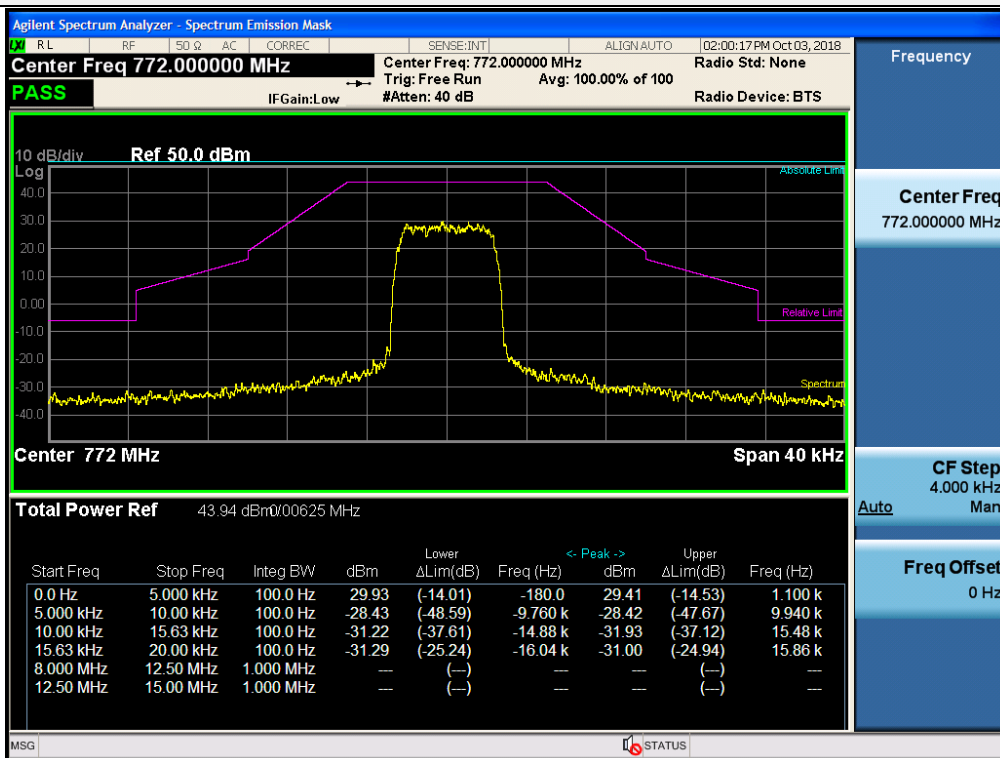 Agilent Spectrum Analyzer - Spectrum Emission Mask
LXI RL RF 50 Ω AC CORREC SENSE:INT ALIGN AUTO 02:00:17 PM Oct 03, 2018
Center Freq 772.000000 MHz Center Freq: 772.000000 MHz Radio Std: None
Trig: Free Run Avg: 100.00% of 100
PASS IFGain:Low #Atten: 40 dB Radio Device: BTS
10 dB/div Ref 50.0 dBm
Log
Absolute Limit
40.0
30.0
20.0
10.0
0.00
Relative Limit
-10.0
-20.0
-30.0
Spectrum
-40.0
Center 772 MHz Span 40 kHz
Total Power Ref 43.94 dBm/0.00625 MHz
Lower <- Peak -> Upper
Start Freq Stop Freq Integ BW dBm ΔLim(dB) Freq (Hz) dBm ΔLim(dB) Freq (Hz)
0.0 Hz 5.000 kHz 100.0 Hz 29.93 (-14.01) -180.0 29.41 (-14.53) 1.100 k
5.000 kHz 10.00 kHz 100.0 Hz -28.43 (-48.59) -9.760 k -28.42 (-47.67) 9.940 k
10.00 kHz 15.63 kHz 100.0 Hz -31.22 (-37.61) -14.88 k -31.93 (-37.12) 15.48 k
15.63 kHz 20.00 kHz 100.0 Hz -31.29 (-25.24) -16.04 k -31.00 (-24.94) 15.86 k
8.000 MHz 12.50 MHz 1.000 MHz --- (---) --- --- (---) ---
12.50 MHz 15.00 MHz 1.000 MHz --- (---) --- --- (---) ---
MSG STATUS
Frequency
Center Freq
772.000000 MHz
CF Step
4.000 kHz
Auto Man
Freq Offset
0 Hz